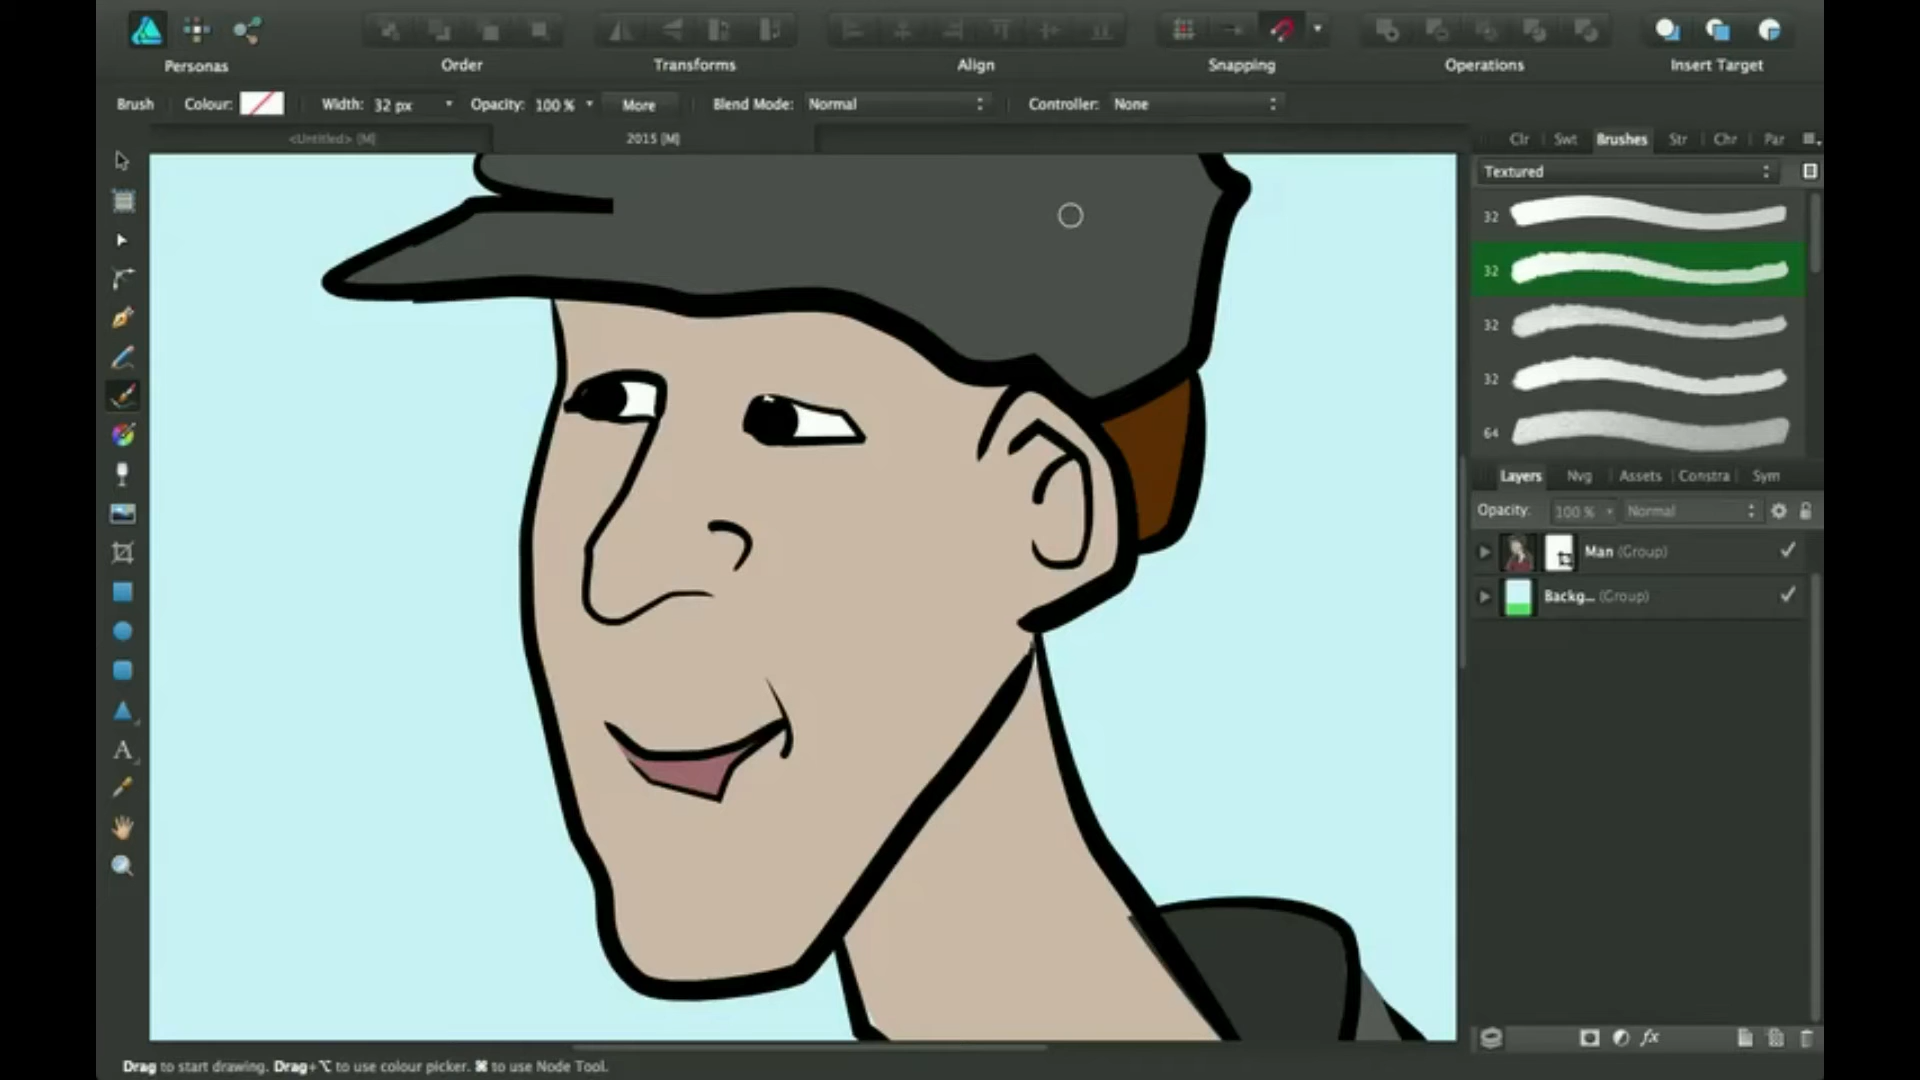 Personas
Order
Transforms
Align
Snapping
Operations
Insert Target
Brush Colour: Width: 32 px Opacity: 100 % More Blend Mode: Normal Controller: None
<Untitled> [M]
2015 [M]
Clr Swt Brushes Str Chr Par
Textured
32
32
32
32
64
Layers Nvg Assets Constra Sym
Opacity: 100 % Normal
Man (Group)
Backg... (Group)
A
fx
Drag to start drawing. Drag+⌥ to use colour picker. ⌘ to use Node Tool.